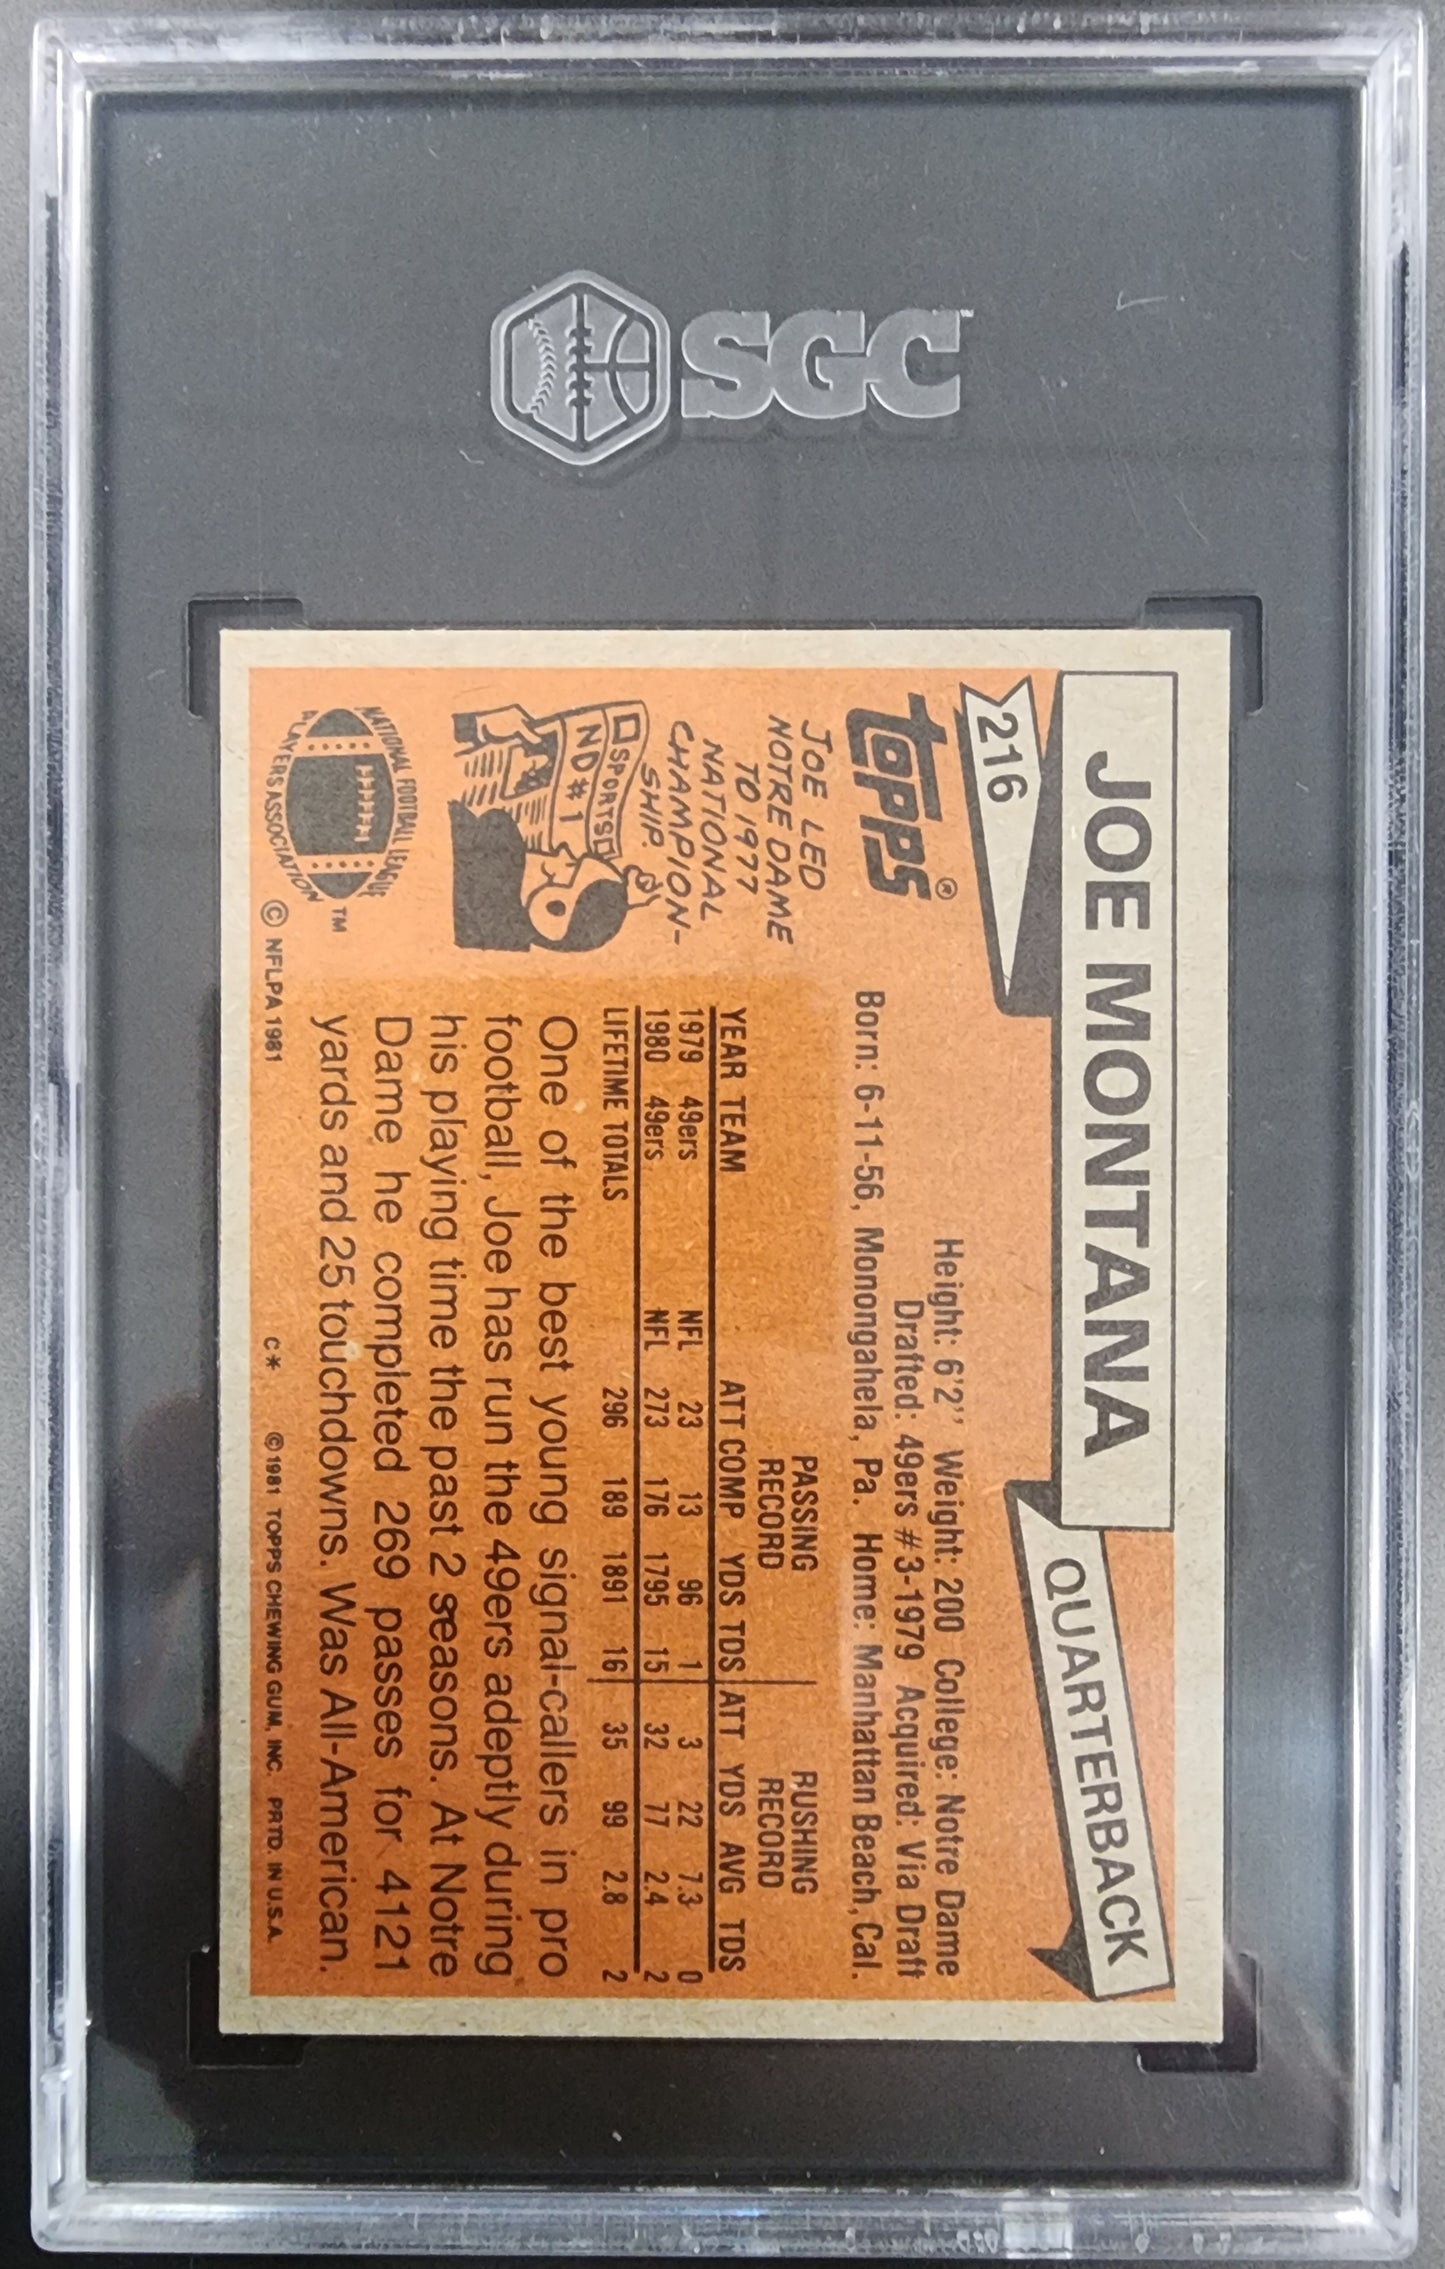 SGC
JOE MONTANA
QUARTERBACK
216
topps®
Height: 6'2" Weight: 200 College: Notre Dame
Drafted: 49ers #3-1979 Acquired: Via Draft
Born: 6-11-56, Monongahela, Pa. Home: Manhattan Beach, Cal.
JOE LED
NOTRE DAME
TO 1977
NATIONAL
CHAMPION-
SHIP.
SPORTS
ND #1
PASSING RUSHING
RECORD RECORD
YEAR TEAM ATT COMP YDS TDS ATT YDS AVG TDS
1979 49ers NFL 23 13 96 1 3 22 7.3 0
1980 49ers NFL 273 176 1795 15 32 77 2.4 2
LIFETIME TOTALS 296 189 1891 16 35 99 2.8 2
One of the best young signal-callers in pro
football, Joe has run the 49ers adeptly during
his playing time the past 2 seasons. At Notre
Dame he completed 269 passes for 4121
yards and 25 touchdowns. Was All-American.
NATIONAL FOOTBALL LEAGUE
PLAYERS ASSOCIATION
TM
© NFLPA 1981 C* © 1981 TOPPS CHEWING GUM, INC. PRTD. IN U.S.A.